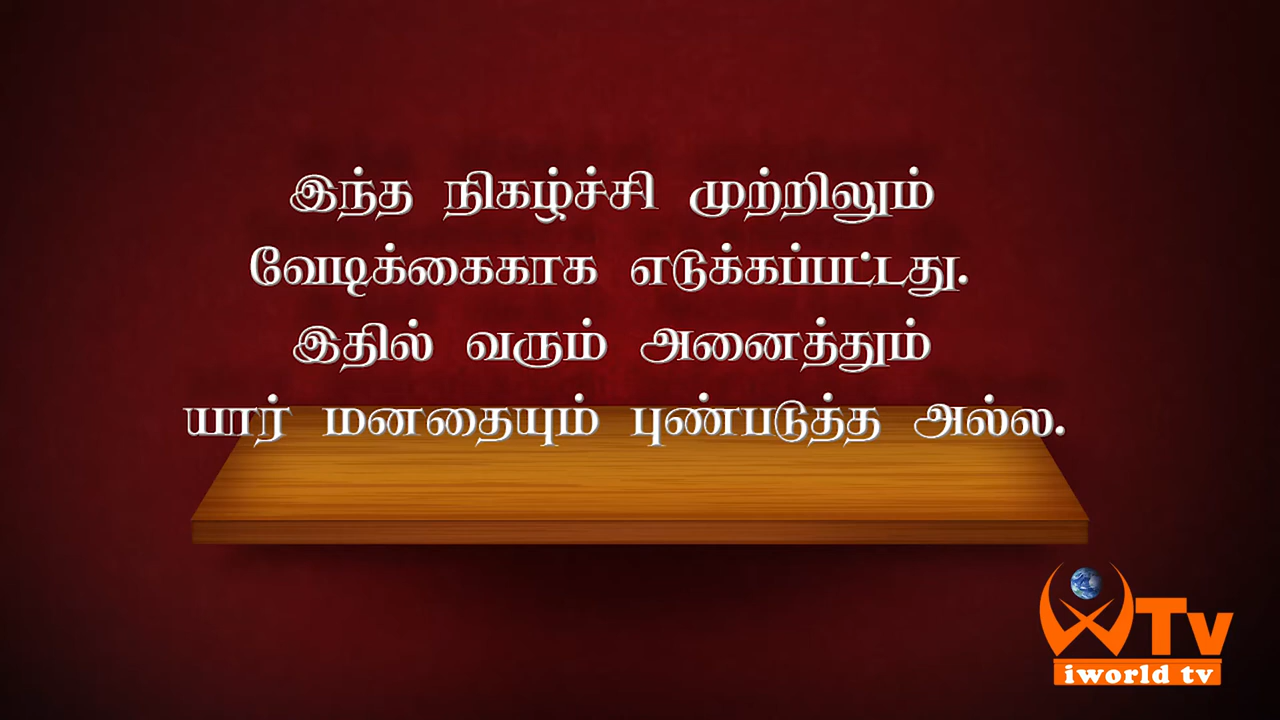 இந்த நிகழ்ச்சி முற்றிலும்
வேடிக்கைகாக எடுக்கப்பட்டது.
இதில் வரும் அனைத்தும்
யார் மனதையும் புண்படுத்த அல்ல.
Tv
iworld tv